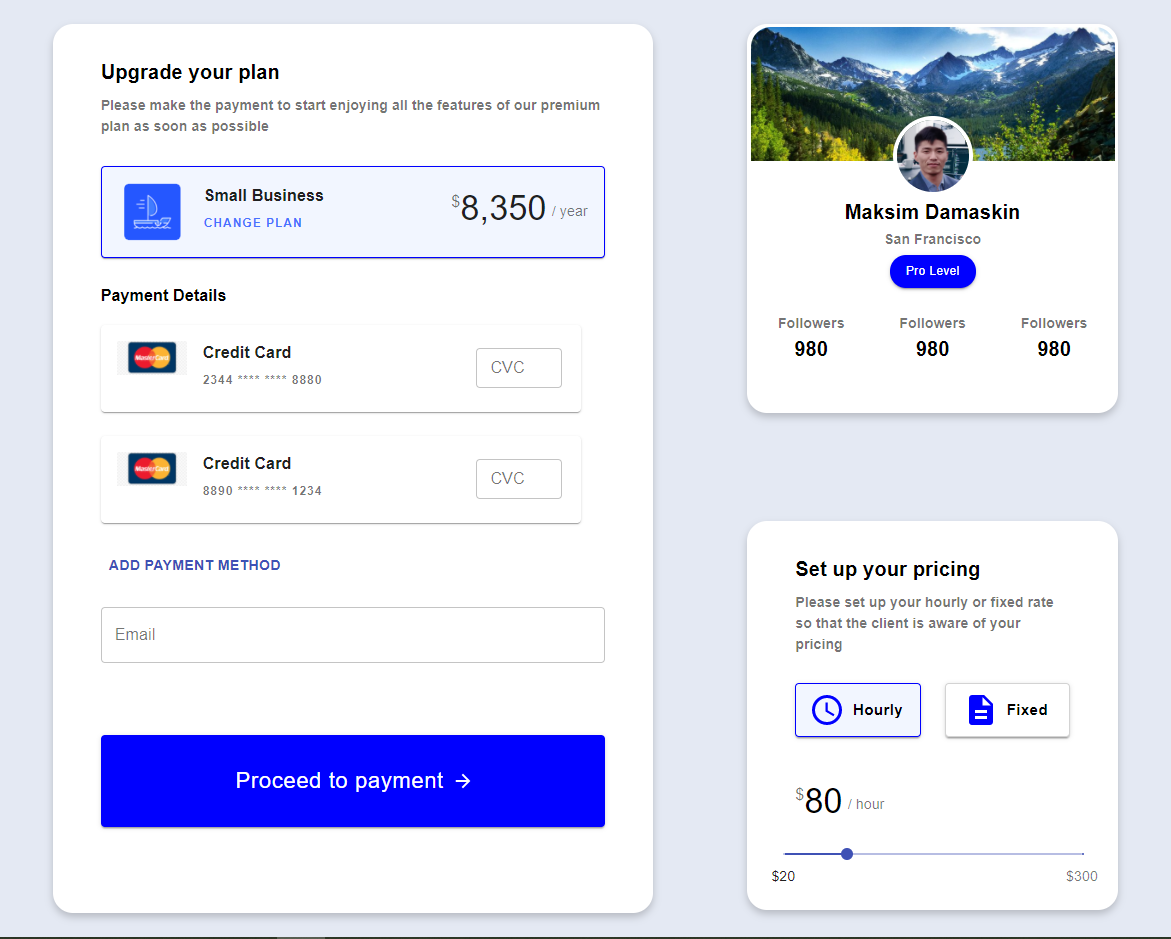 Upgrade your plan
Please make the payment to start enjoying all the features of our premium
plan as soon as possible
Small Business
CHANGE PLAN
$8,350 / year
Payment Details
MasterCard
Credit Card
2344 **** **** 8880
CVC
MasterCard
Credit Card
8890 **** **** 1234
CVC
ADD PAYMENT METHOD
Email
Proceed to payment →
Maksim Damaskin
San Francisco
Pro Level
Followers Followers Followers
980 980 980
Set up your pricing
Please set up your hourly or fixed rate
so that the client is aware of your
pricing
Hourly Fixed
$80 / hour
$20 $300